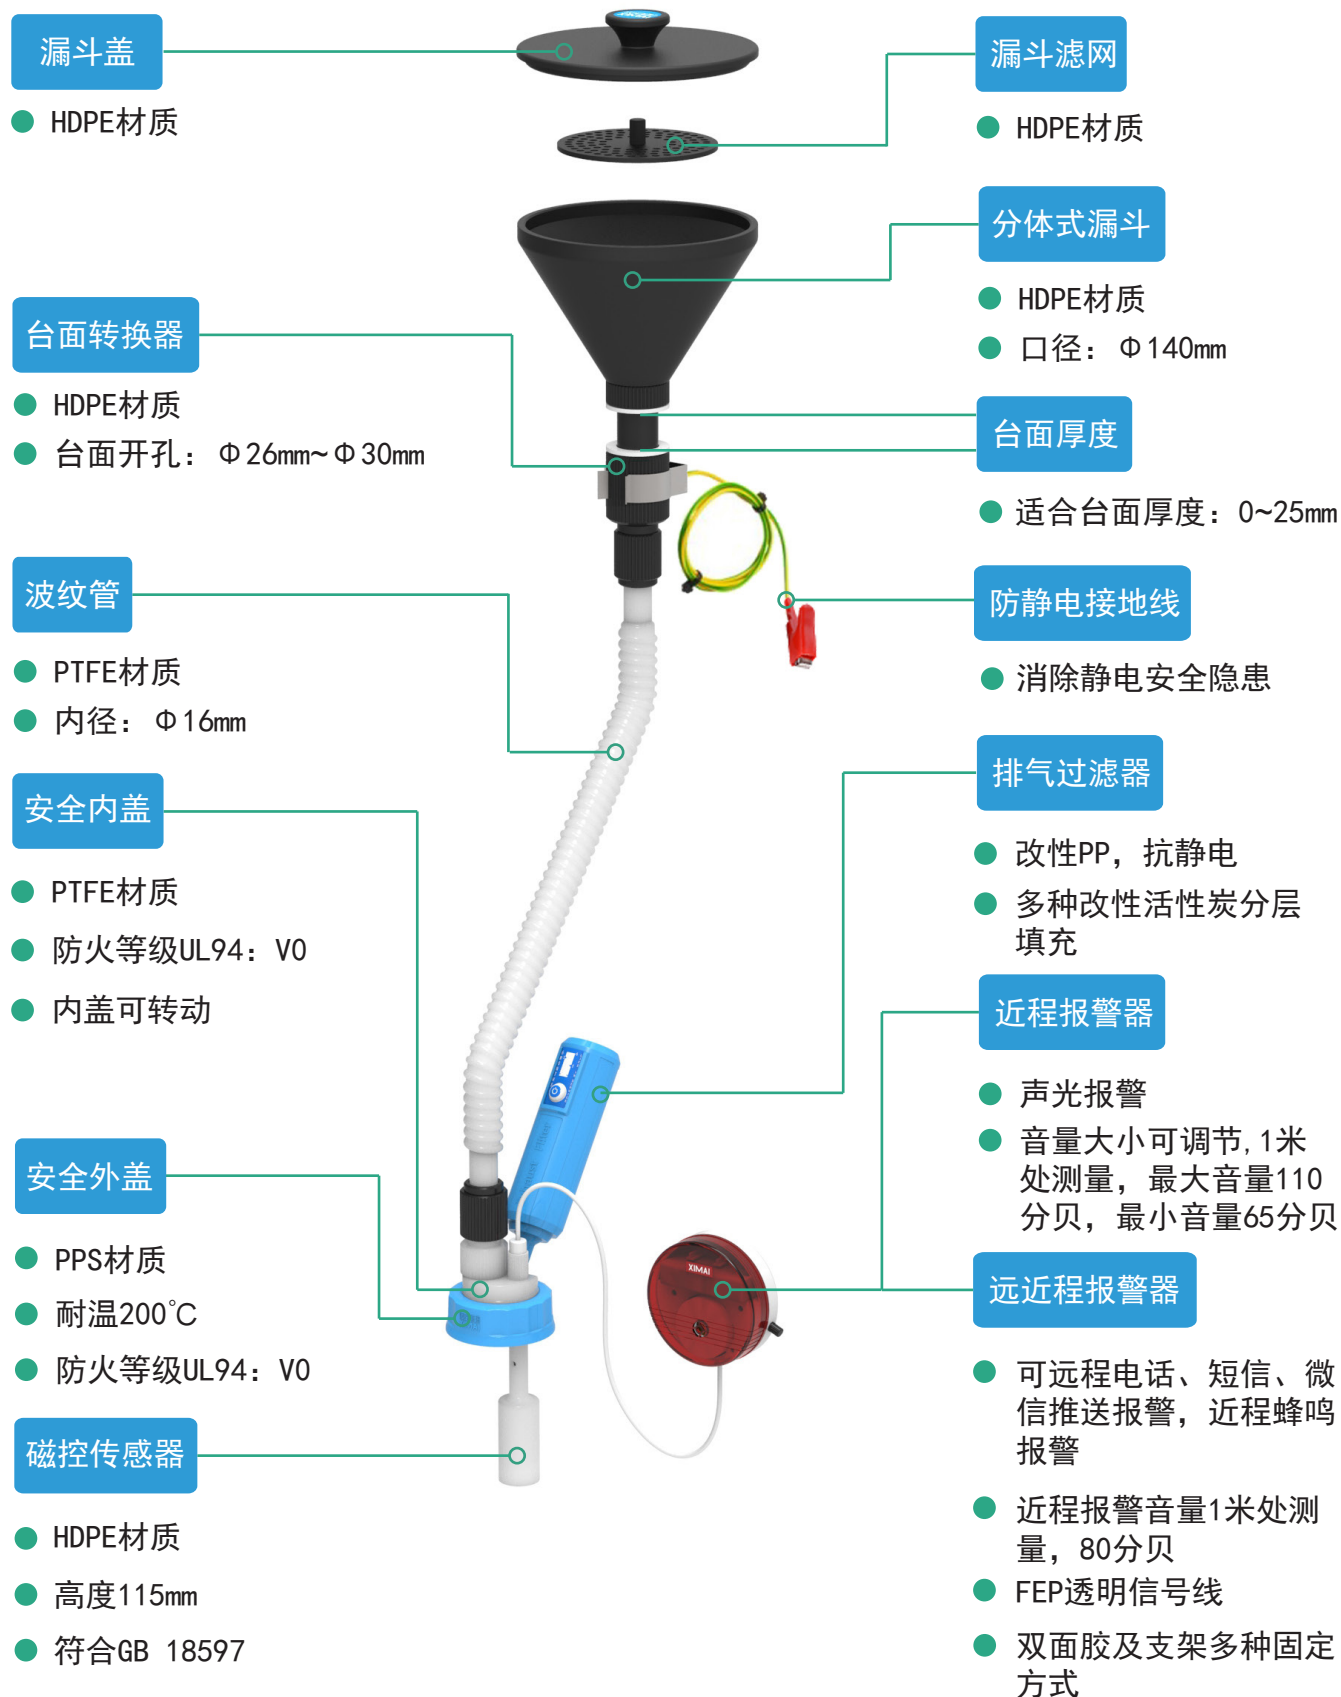 漏斗盖
HDPE材质
漏斗滤网
HDPE材质
分体式漏斗
HDPE材质
口径：Φ140mm
台面转换器
HDPE材质
台面开孔：Φ26mm~Φ30mm
台面厚度
适合台面厚度：0~25mm
波纹管
PTFE材质
内径：Φ16mm
防静电接地线
消除静电安全隐患
安全内盖
PTFE材质
防火等级UL94：V0
内盖可转动
排气过滤器
改性PP，抗静电
多种改性活性炭分层
填充
近程报警器
声光报警
音量大小可调节,1米
处测量，最大音量110
分贝，最小音量65分贝
安全外盖
PPS材质
耐温200℃
防火等级UL94：V0
XIMAI
远近程报警器
可远程电话、短信、微
信推送报警，近程蜂鸣
报警
近程报警音量1米处测
量，80分贝
FEP透明信号线
双面胶及支架多种固定
方式
磁控传感器
HDPE材质
高度115mm
符合GB 18597